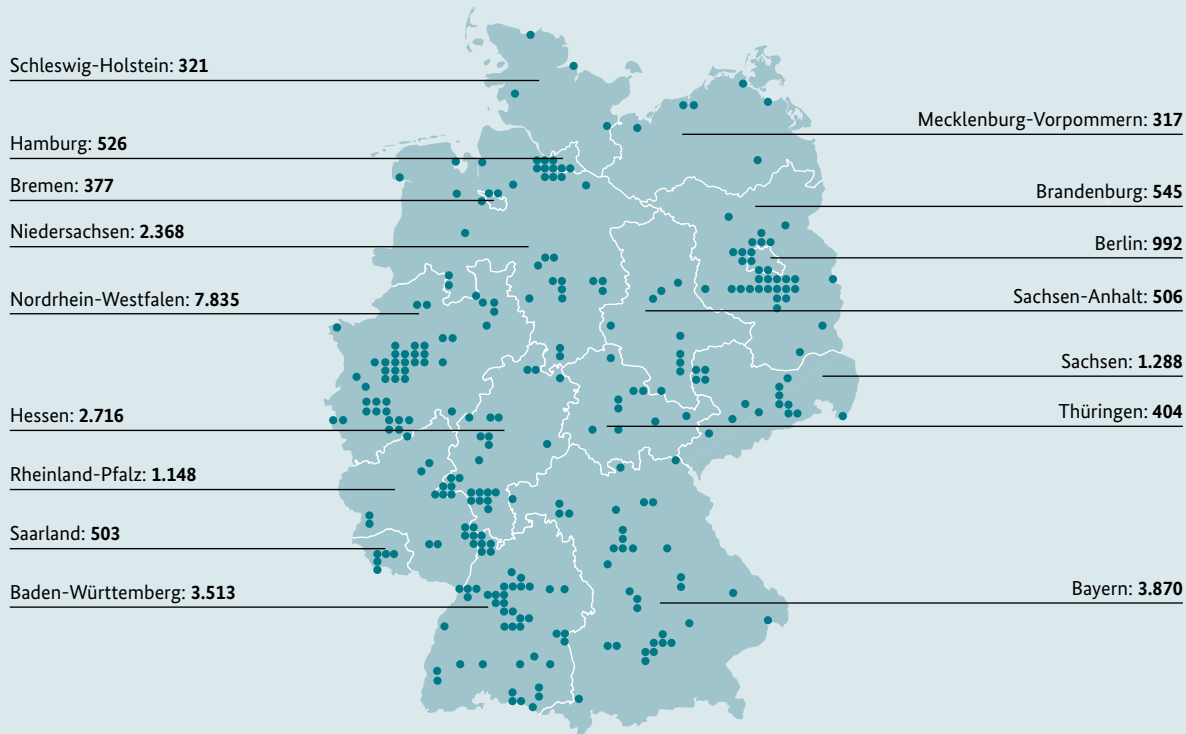 Schleswig-Holstein: 321
Hamburg: 526
Bremen: 377
Niedersachsen: 2.368
Nordrhein-Westfalen: 7.835
Hessen: 2.716
Rheinland-Pfalz: 1.148
Saarland: 503
Baden-Württemberg: 3.513
Mecklenburg-Vorpommern: 317
Brandenburg: 545
Berlin: 992
Sachsen-Anhalt: 506
Sachsen: 1.288
Thüringen: 404
Bayern: 3.870